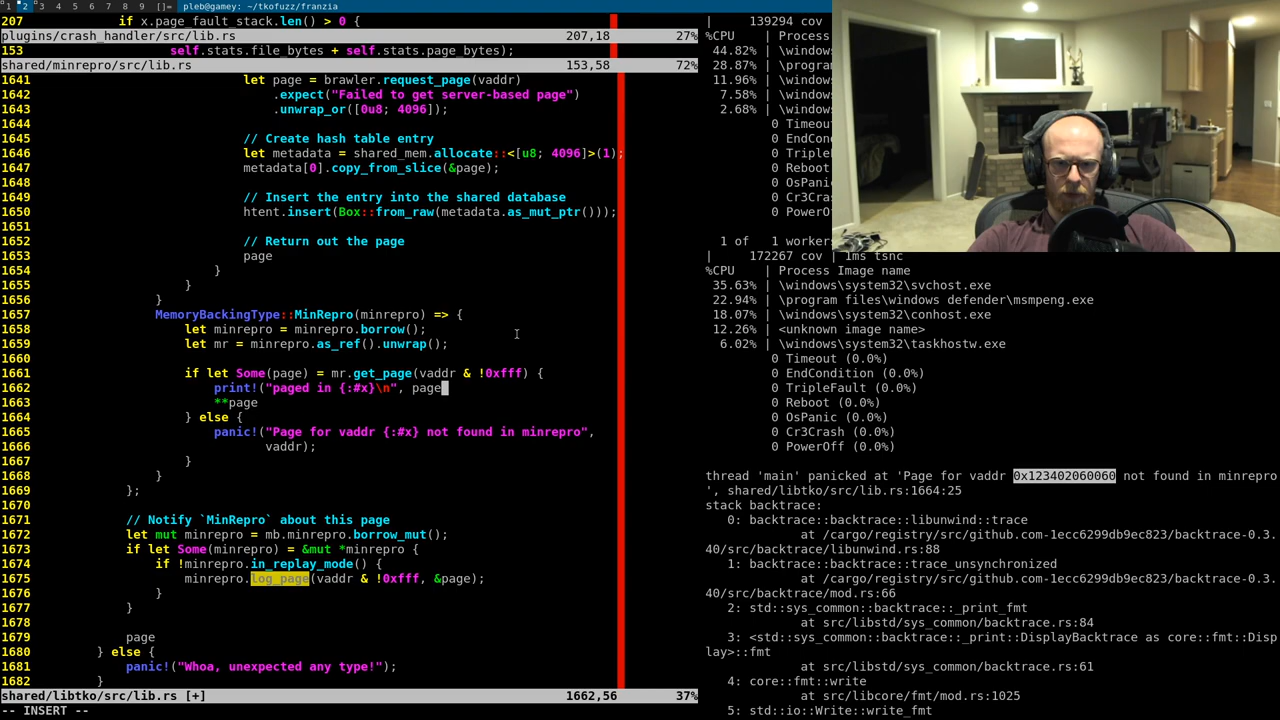 1 2 3 4 5 6 7 8 9 []= pleb@gamey: ~/tkofuzz/franzia
207 if x.page_fault_stack.len() > 0 {
plugins/crash_handler/src/lib.rs 207,18 27%
153 self.stats.file_bytes + self.stats.page_bytes);
shared/minrepro/src/lib.rs 153,58 72%
1641 let page = brawler.request_page(vaddr)
1642 .expect("Failed to get server-based page")
1643 .unwrap_or([0u8; 4096]);
1644
1645 // Create hash table entry
1646 let metadata = shared_mem.allocate::<[u8; 4096]>(1);
1647 metadata[0].copy_from_slice(&page);
1648
1649 // Insert the entry into the shared database
1650 htent.insert(Box::from_raw(metadata.as_mut_ptr()));
1651
1652 // Return out the page
1653 page
1654 }
1655 }
1656 }
1657 MemoryBackingType::MinRepro(minrepro) => {
1658 let minrepro = minrepro.borrow();
1659 let mr = minrepro.as_ref().unwrap();
1660
1661 if let Some(page) = mr.get_page(vaddr & !0xfff) {
1662 print!("paged in {:#x}\n", page
1663 **page
1664 } else {
1665 panic!("Page for vaddr {:#x} not found in minrepro",
1666 vaddr);
1667 }
1668 }
1669 };
1670
1671 // Notify `MinRepro` about this page
1672 let mut minrepro = mb.minrepro.borrow_mut();
1673 if let Some(minrepro) = &mut *minrepro {
1674 if !minrepro.in_replay_mode() {
1675 minrepro.log_page(vaddr & !0xfff, &page);
1676 }
1677 }
1678
1679 page
1680 } else {
1681 panic!("Whoa, unexpected any type!");
1682 }
shared/libtko/src/lib.rs [+] 1662,56 37%
-- INSERT --
| 139294 cov
%CPU | Process
44.82% | \windows
28.87% | \program
11.96% | \windows
7.58% | \windows
2.68% | \windows
0 Timeout
0 EndCond
0 TripleF
0 Reboot
0 OsPanic
0 Cr3Cras
0 PowerOf
1 of 1 workers
| 172267 cov | 1ms tsnc
%CPU | Process Image name
35.63% | \windows\system32\svchost.exe
22.94% | \program files\windows defender\msmpeng.exe
18.07% | \windows\system32\conhost.exe
12.26% | <unknown image name>
6.02% | \windows\system32\taskhostw.exe
0 Timeout (0.0%)
0 EndCondition (0.0%)
0 TripleFault (0.0%)
0 Reboot (0.0%)
0 OsPanic (0.0%)
0 Cr3Crash (0.0%)
0 PowerOff (0.0%)
thread 'main' panicked at 'Page for vaddr 0x123402060060 not found in minrepro
', shared/libtko/src/lib.rs:1664:25
stack backtrace:
0: backtrace::backtrace::libunwind::trace
at /cargo/registry/src/github.com-1ecc6299db9ec823/backtrace-0.3.
40/src/backtrace/libunwind.rs:88
1: backtrace::backtrace::trace_unsynchronized
at /cargo/registry/src/github.com-1ecc6299db9ec823/backtrace-0.3.
40/src/backtrace/mod.rs:66
2: std::sys_common::backtrace::_print_fmt
at src/libstd/sys_common/backtrace.rs:84
3: <std::sys_common::backtrace::_print::DisplayBacktrace as core::fmt::Disp
lay>::fmt
at src/libstd/sys_common/backtrace.rs:61
4: core::fmt::write
at src/libcore/fmt/mod.rs:1025
5: std::io::Write::write_fmt